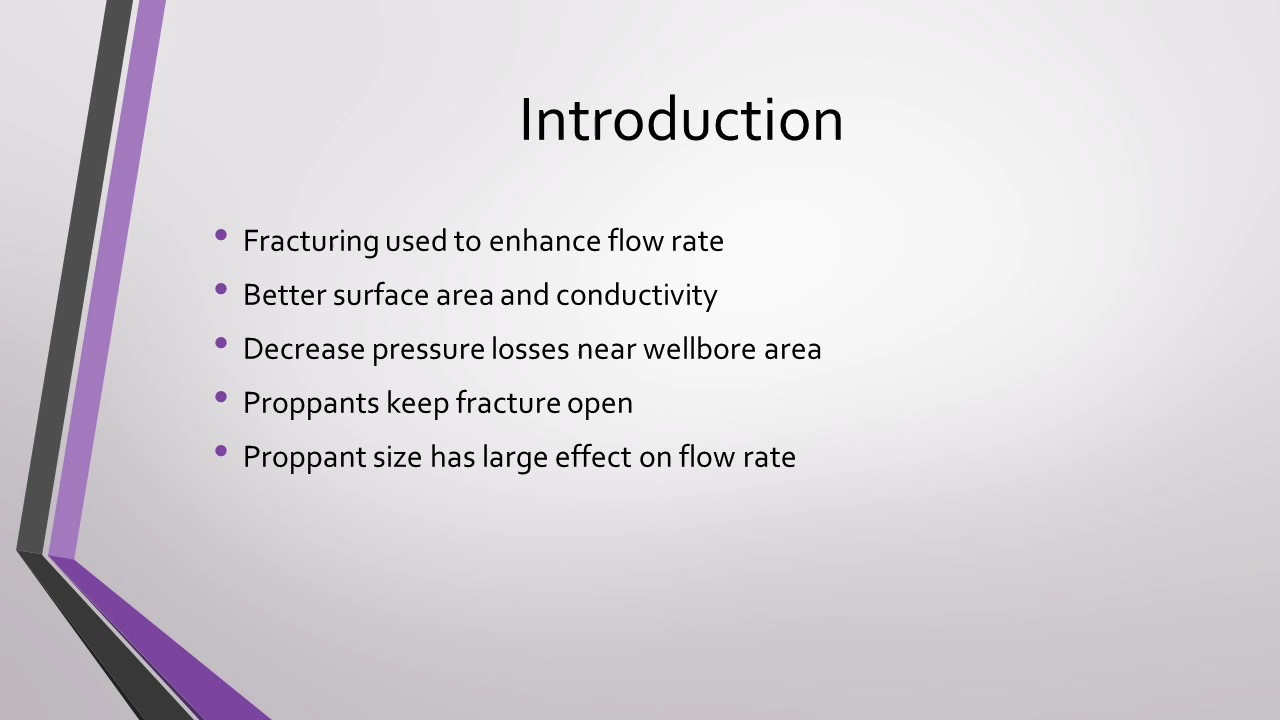 Introduction
• Fracturing used to enhance flow rate
• Better surface area and conductivity
• Decrease pressure losses near wellbore area
• Proppants keep fracture open
• Proppant size has large effect on flow rate